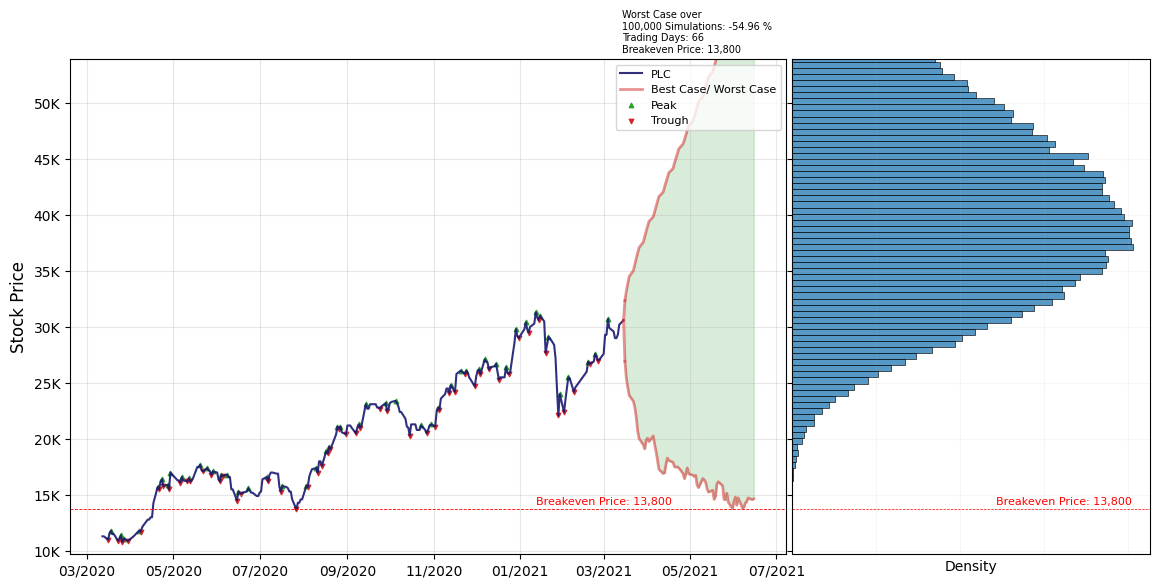 Worst Case over
100,000 Simulations: -54.96 %
Trading Days: 66
Breakeven Price: 13,800
PLC
Best Case/ Worst Case
Peak
Trough
Stock Price
50K
45K
40K
35K
30K
25K
20K
15K
10K
Breakeven Price: 13,800
Breakeven Price: 13,800
03/2020
05/2020
07/2020
09/2020
11/2020
01/2021
03/2021
05/2021
07/2021
Density